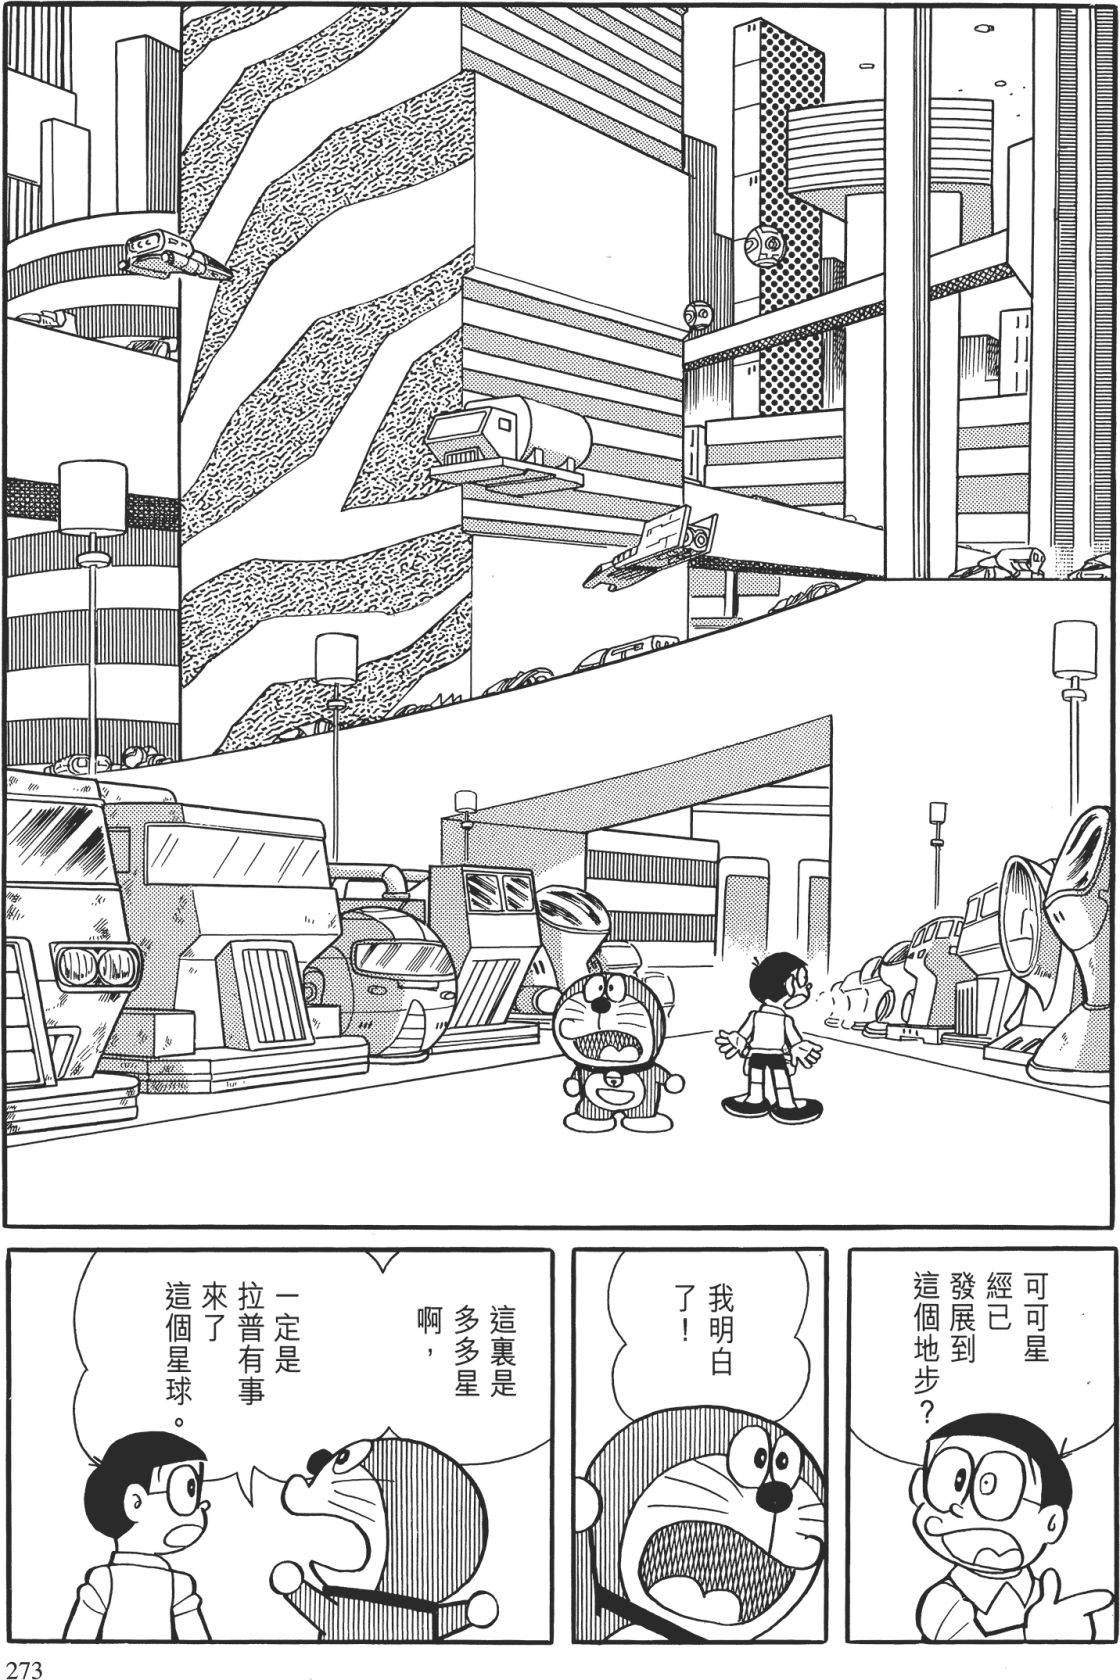 可可星
經已
發展到
這個地步？
我明白
了！
這裏是
多多星
啊，
一定是
拉普有事
來了
這個星球。
273